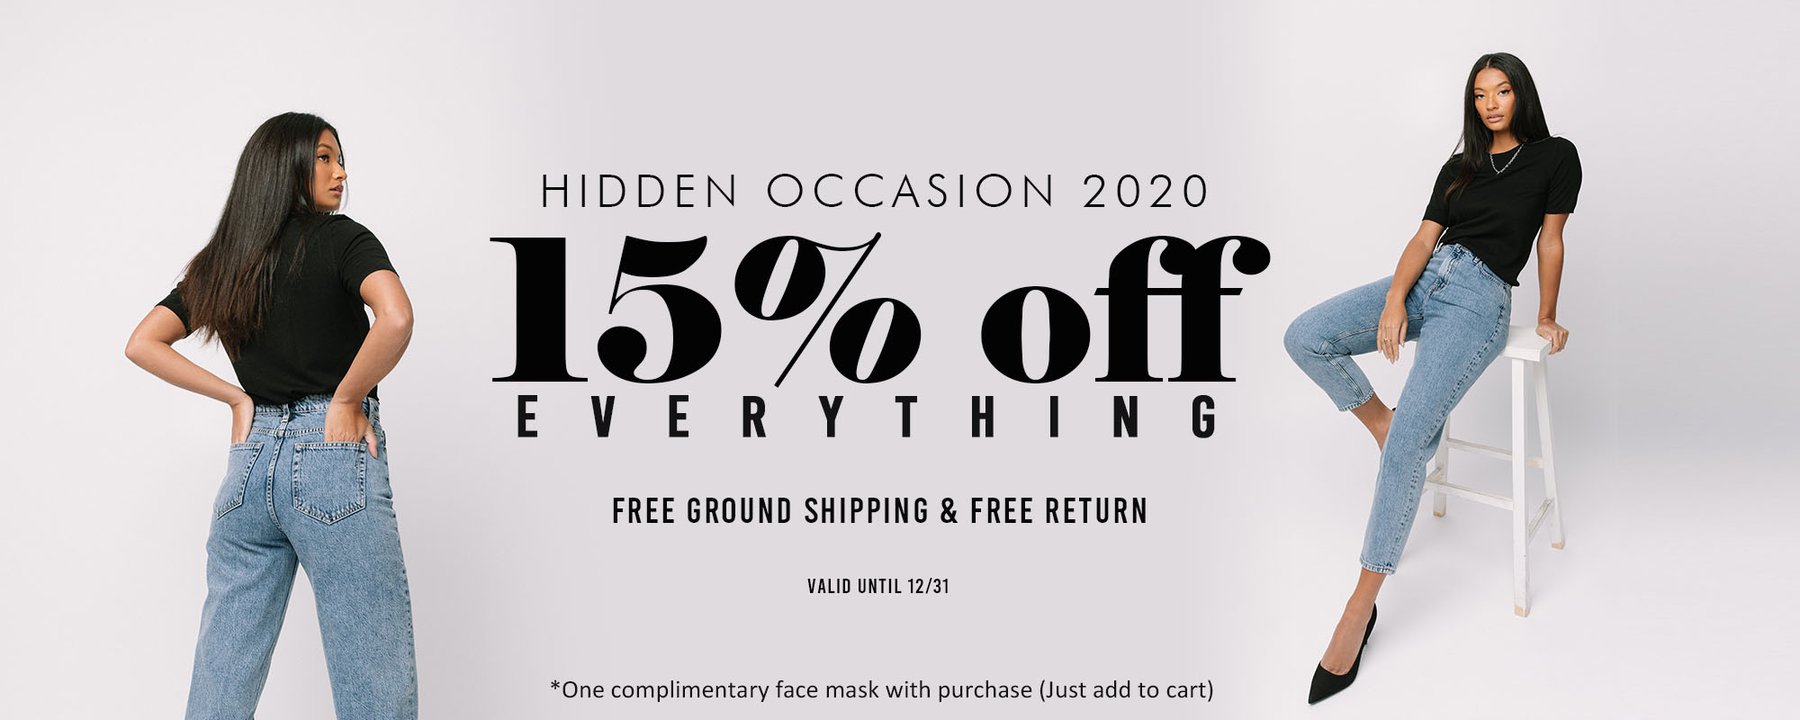 HIDDEN OCCASION 2020
15% off
EVERYTHING
FREE GROUND SHIPPING & FREE RETURN
VALID UNTIL 12/31
*One complimentary face mask with purchase (Just add to cart)